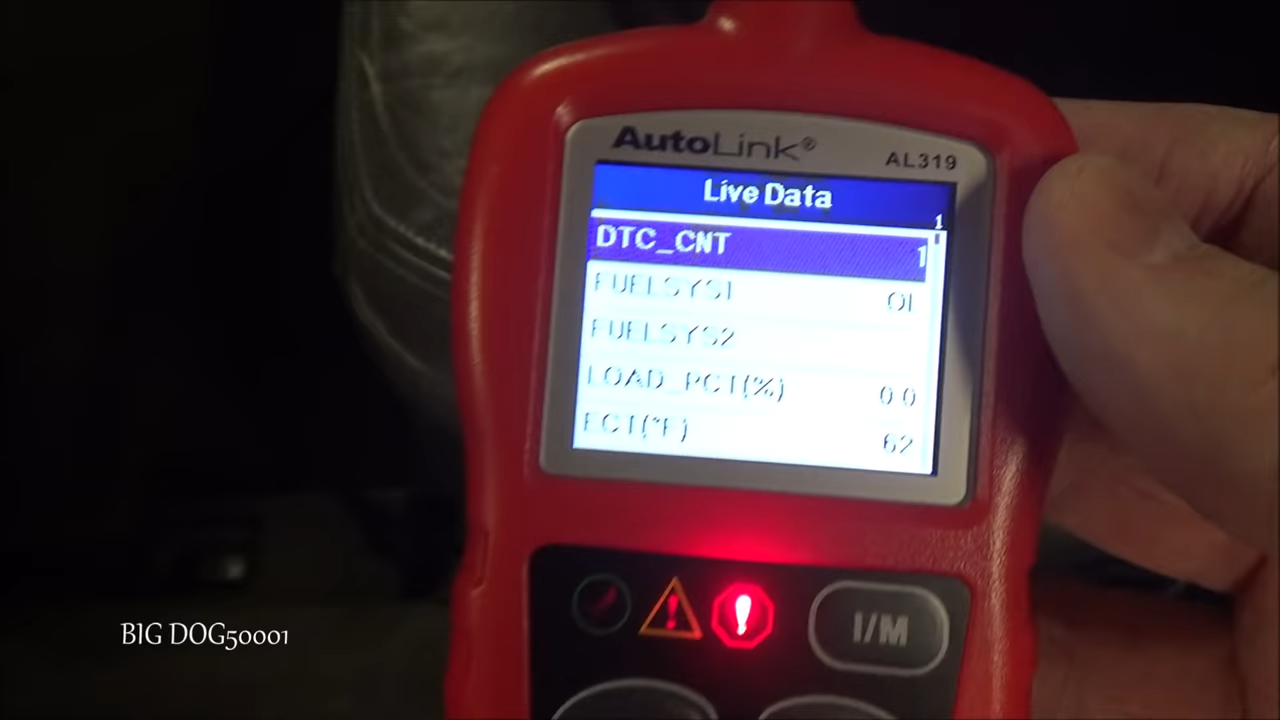 AutoLink®
AL319
Live Data
1
DTC_CNT 1
FUELSYS1 OL
FUELSYS2
LOAD_PCT(%) 0.0
ECT(°F) 62
! !
I/M
BIG DOG50001